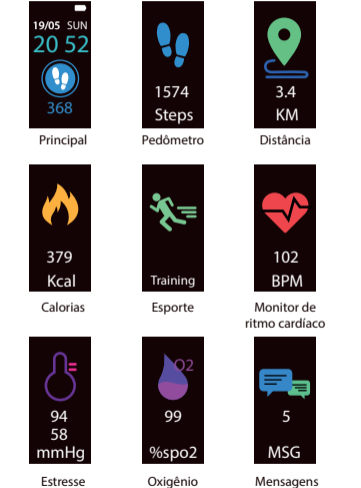 19/05 SUN
20 52
368
Principal
1574
Steps
Pedômetro
3.4
KM
Distância
379
Kcal
Calorias
Training
Esporte
102
BPM
Monitor de
ritmo cardíaco
94
58
mmHg
Estresse
O2
99
%spo2
Oxigênio
5
MSG
Mensagens